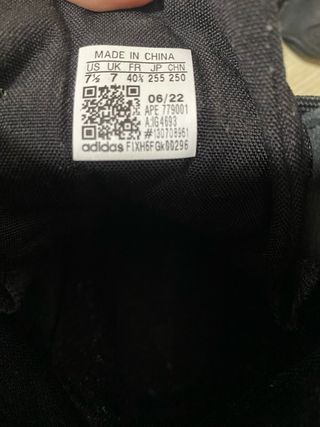 MADE IN CHINA
US UK FR JP CHN
7½ 7 40⅔ 255 250
06/22
APE 779001
A:IG4693
#130708961
adidas FIXH6FGk00296